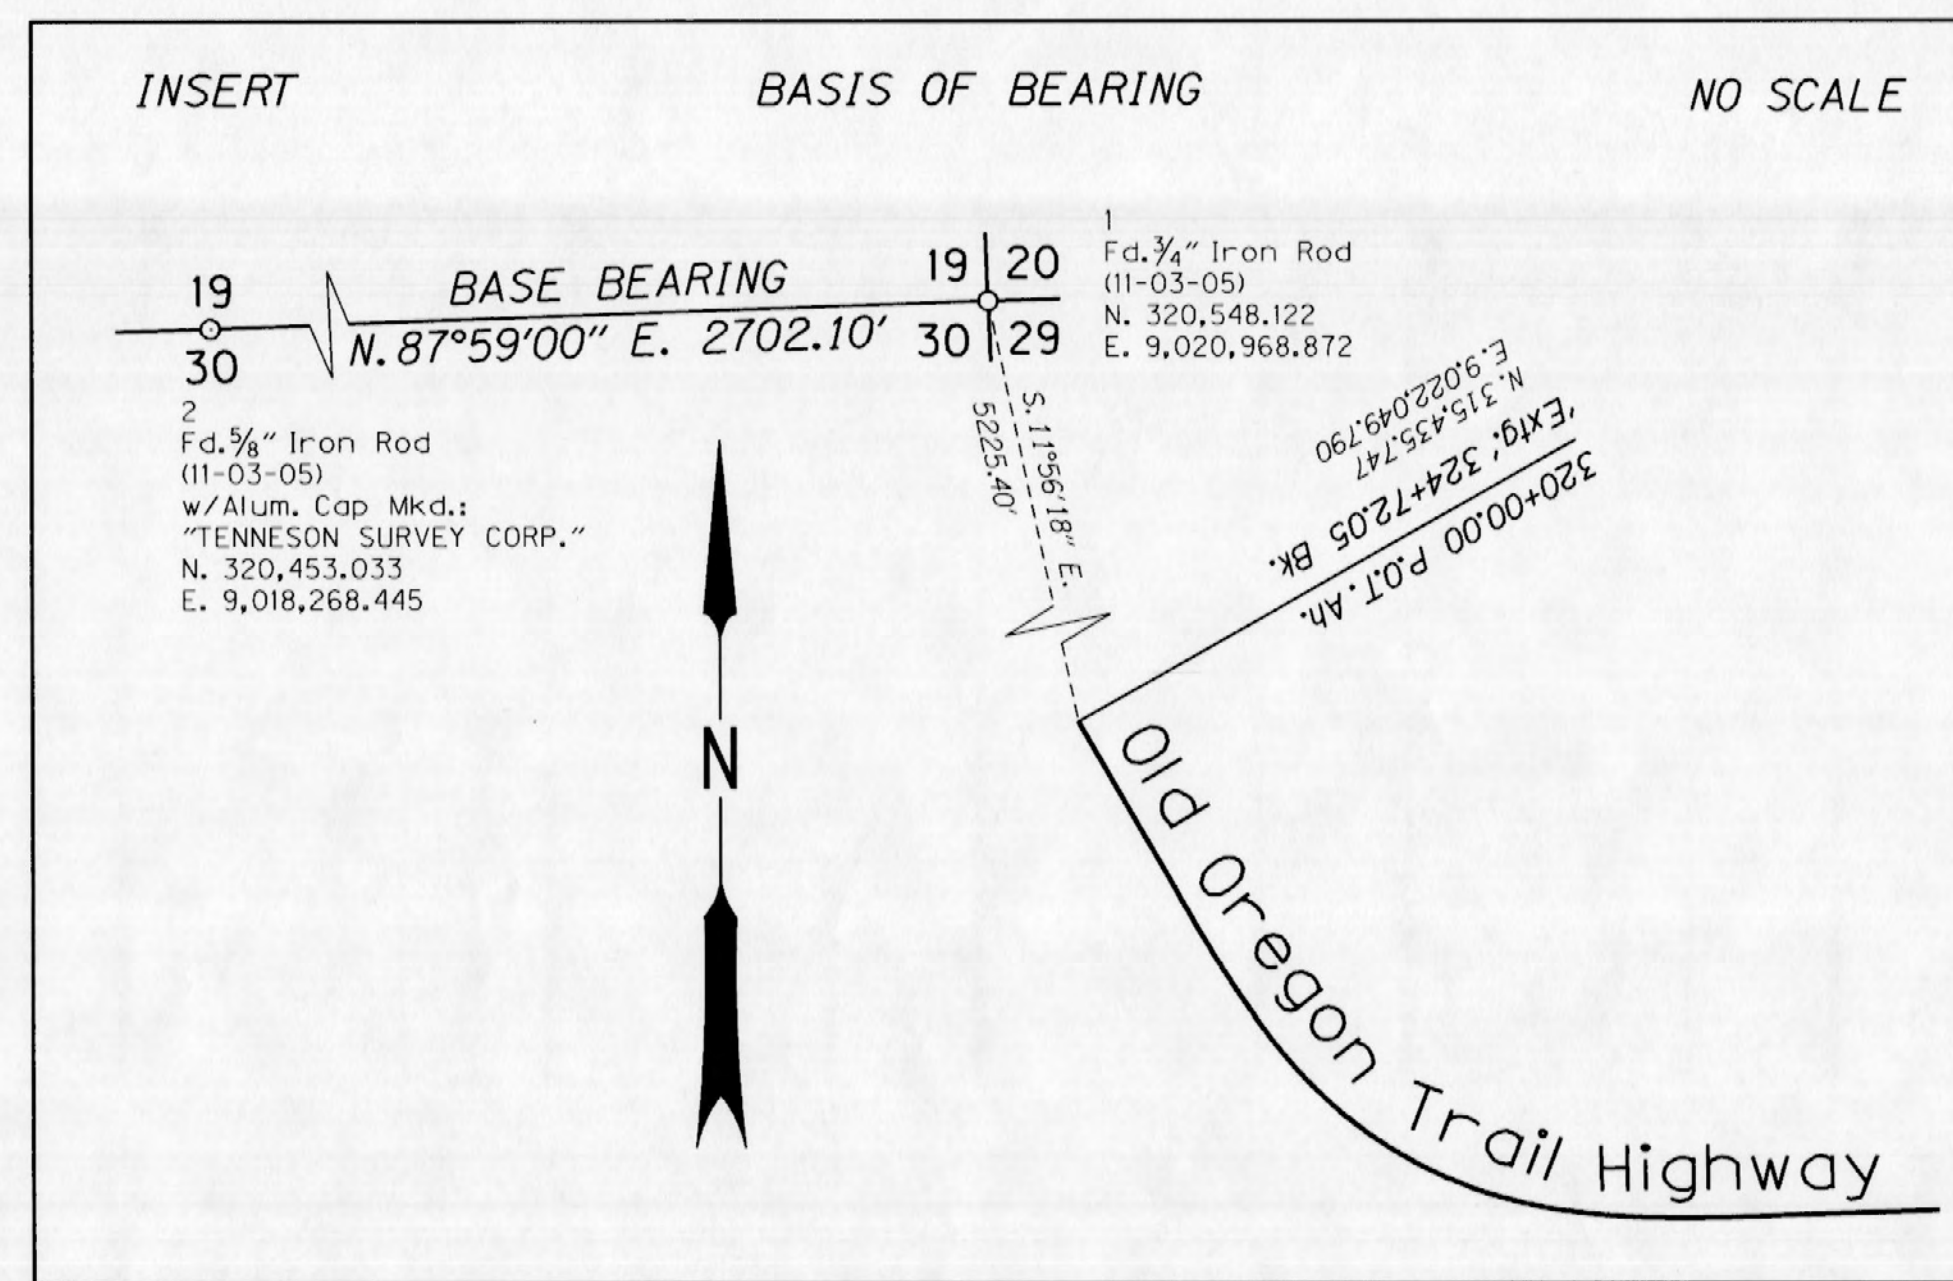 INSERT
BASIS OF BEARING
NO SCALE
19
30
BASE BEARING
N. 87°59'00" E. 2702.10'
19 20
30 29
1
Fd. 3/4" Iron Rod
(11-03-05)
N. 320,548.122
E. 9,020,968.872
2
Fd. 5/8" Iron Rod
(11-03-05)
w/Alum. Cap Mkd.:
"TENNESON SURVEY CORP."
N. 320,453.033
E. 9,018,268.445
S. 11°56'18" E.
5225.40'
320+00.00 P.O.T. Ah.
'Extg.' 324+72.05 Bk.
N. 315,435.747
E. 9,022,049.790
N
Old Oregon Trail Highway